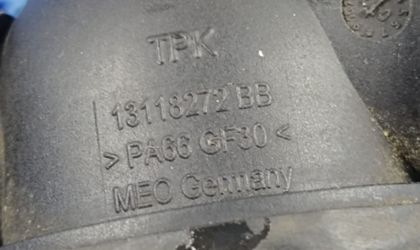 TPK
13118272 BB
> PA66 GF30 <
MEO Germany